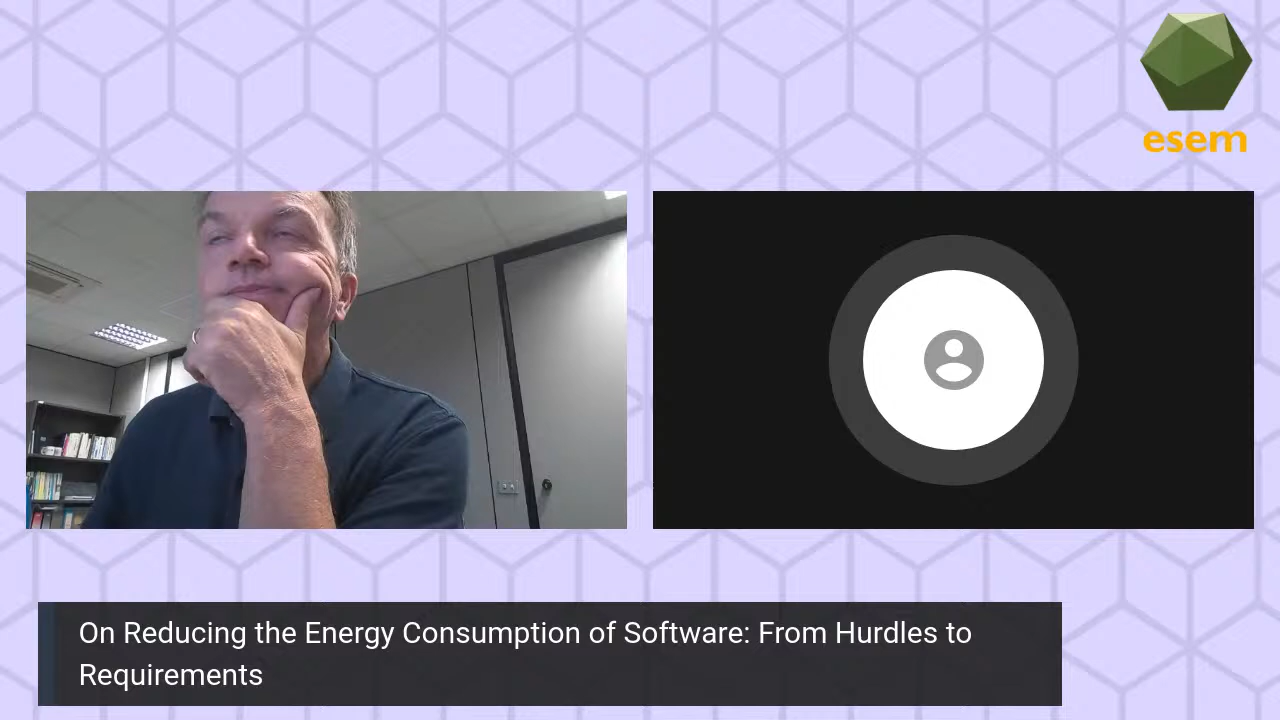 esem
On Reducing the Energy Consumption of Software: From Hurdles to
Requirements